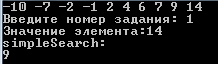 -10 -7 -2 -1 2 4 6 7 9 14
Введите номер задания: 1
Значение элемента:14
simpleSearch:
9